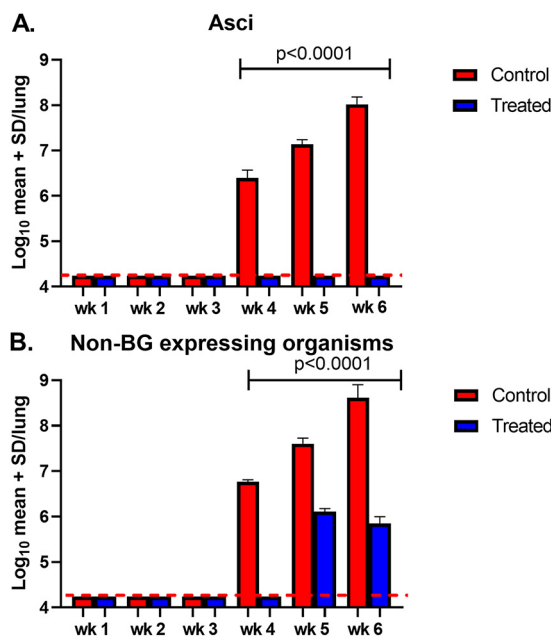 A.
Asci
p<0.0001
Log10 mean + SD/lung
9
8
7
6
5
4
wk 1 wk 2 wk 3 wk 4 wk 5 wk 6
Control
Treated
B.
Non-BG expressing organisms
p<0.0001
Log10 mean + SD/lung
9
8
7
6
5
4
wk 1 wk 2 wk 3 wk 4 wk 5 wk 6
Control
Treated